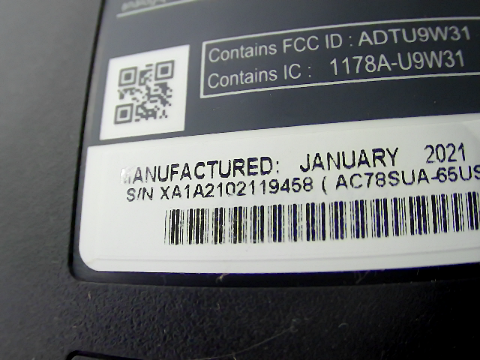 Contains FCC ID : ADTU9W31
Contains IC : 1178A-U9W31
MANUFACTURED: JANUARY 2021
S/N XA1A2102119458 ( AC78SUA-65US